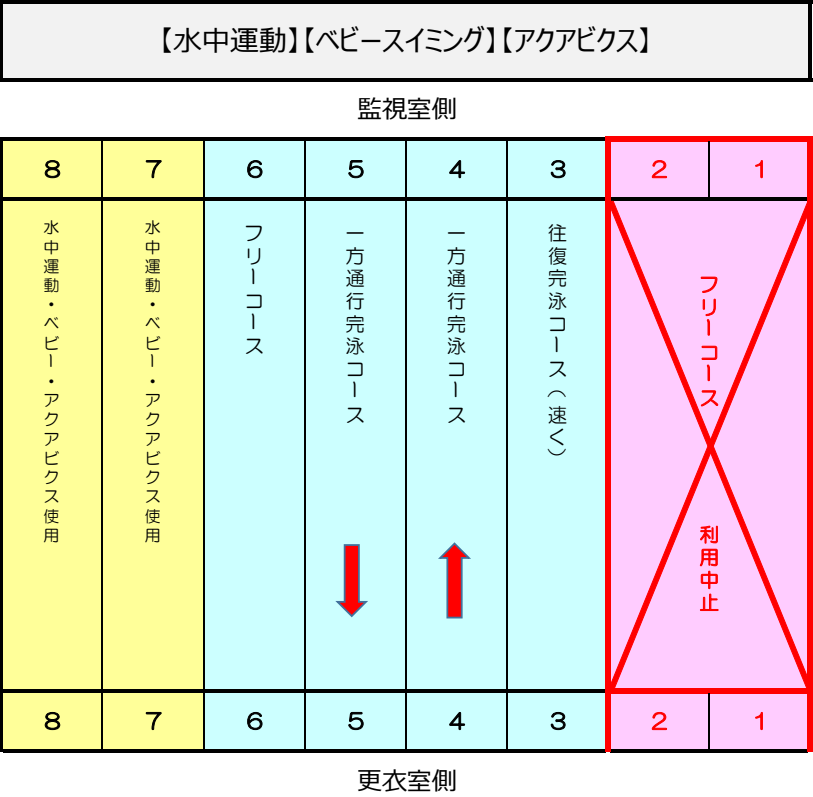 【水中運動】【ベビースイミング】【アクアビクス】
監視室側
8 7 6 5 4 3 2 1
水中運動・ベビー・アクアビクス使用
水中運動・ベビー・アクアビクス使用
フリーコース
一方通行完泳コース
一方通行完泳コース
往復完泳コース（速く）
フリーコース　利用中止
8 7 6 5 4 3 2 1
更衣室側